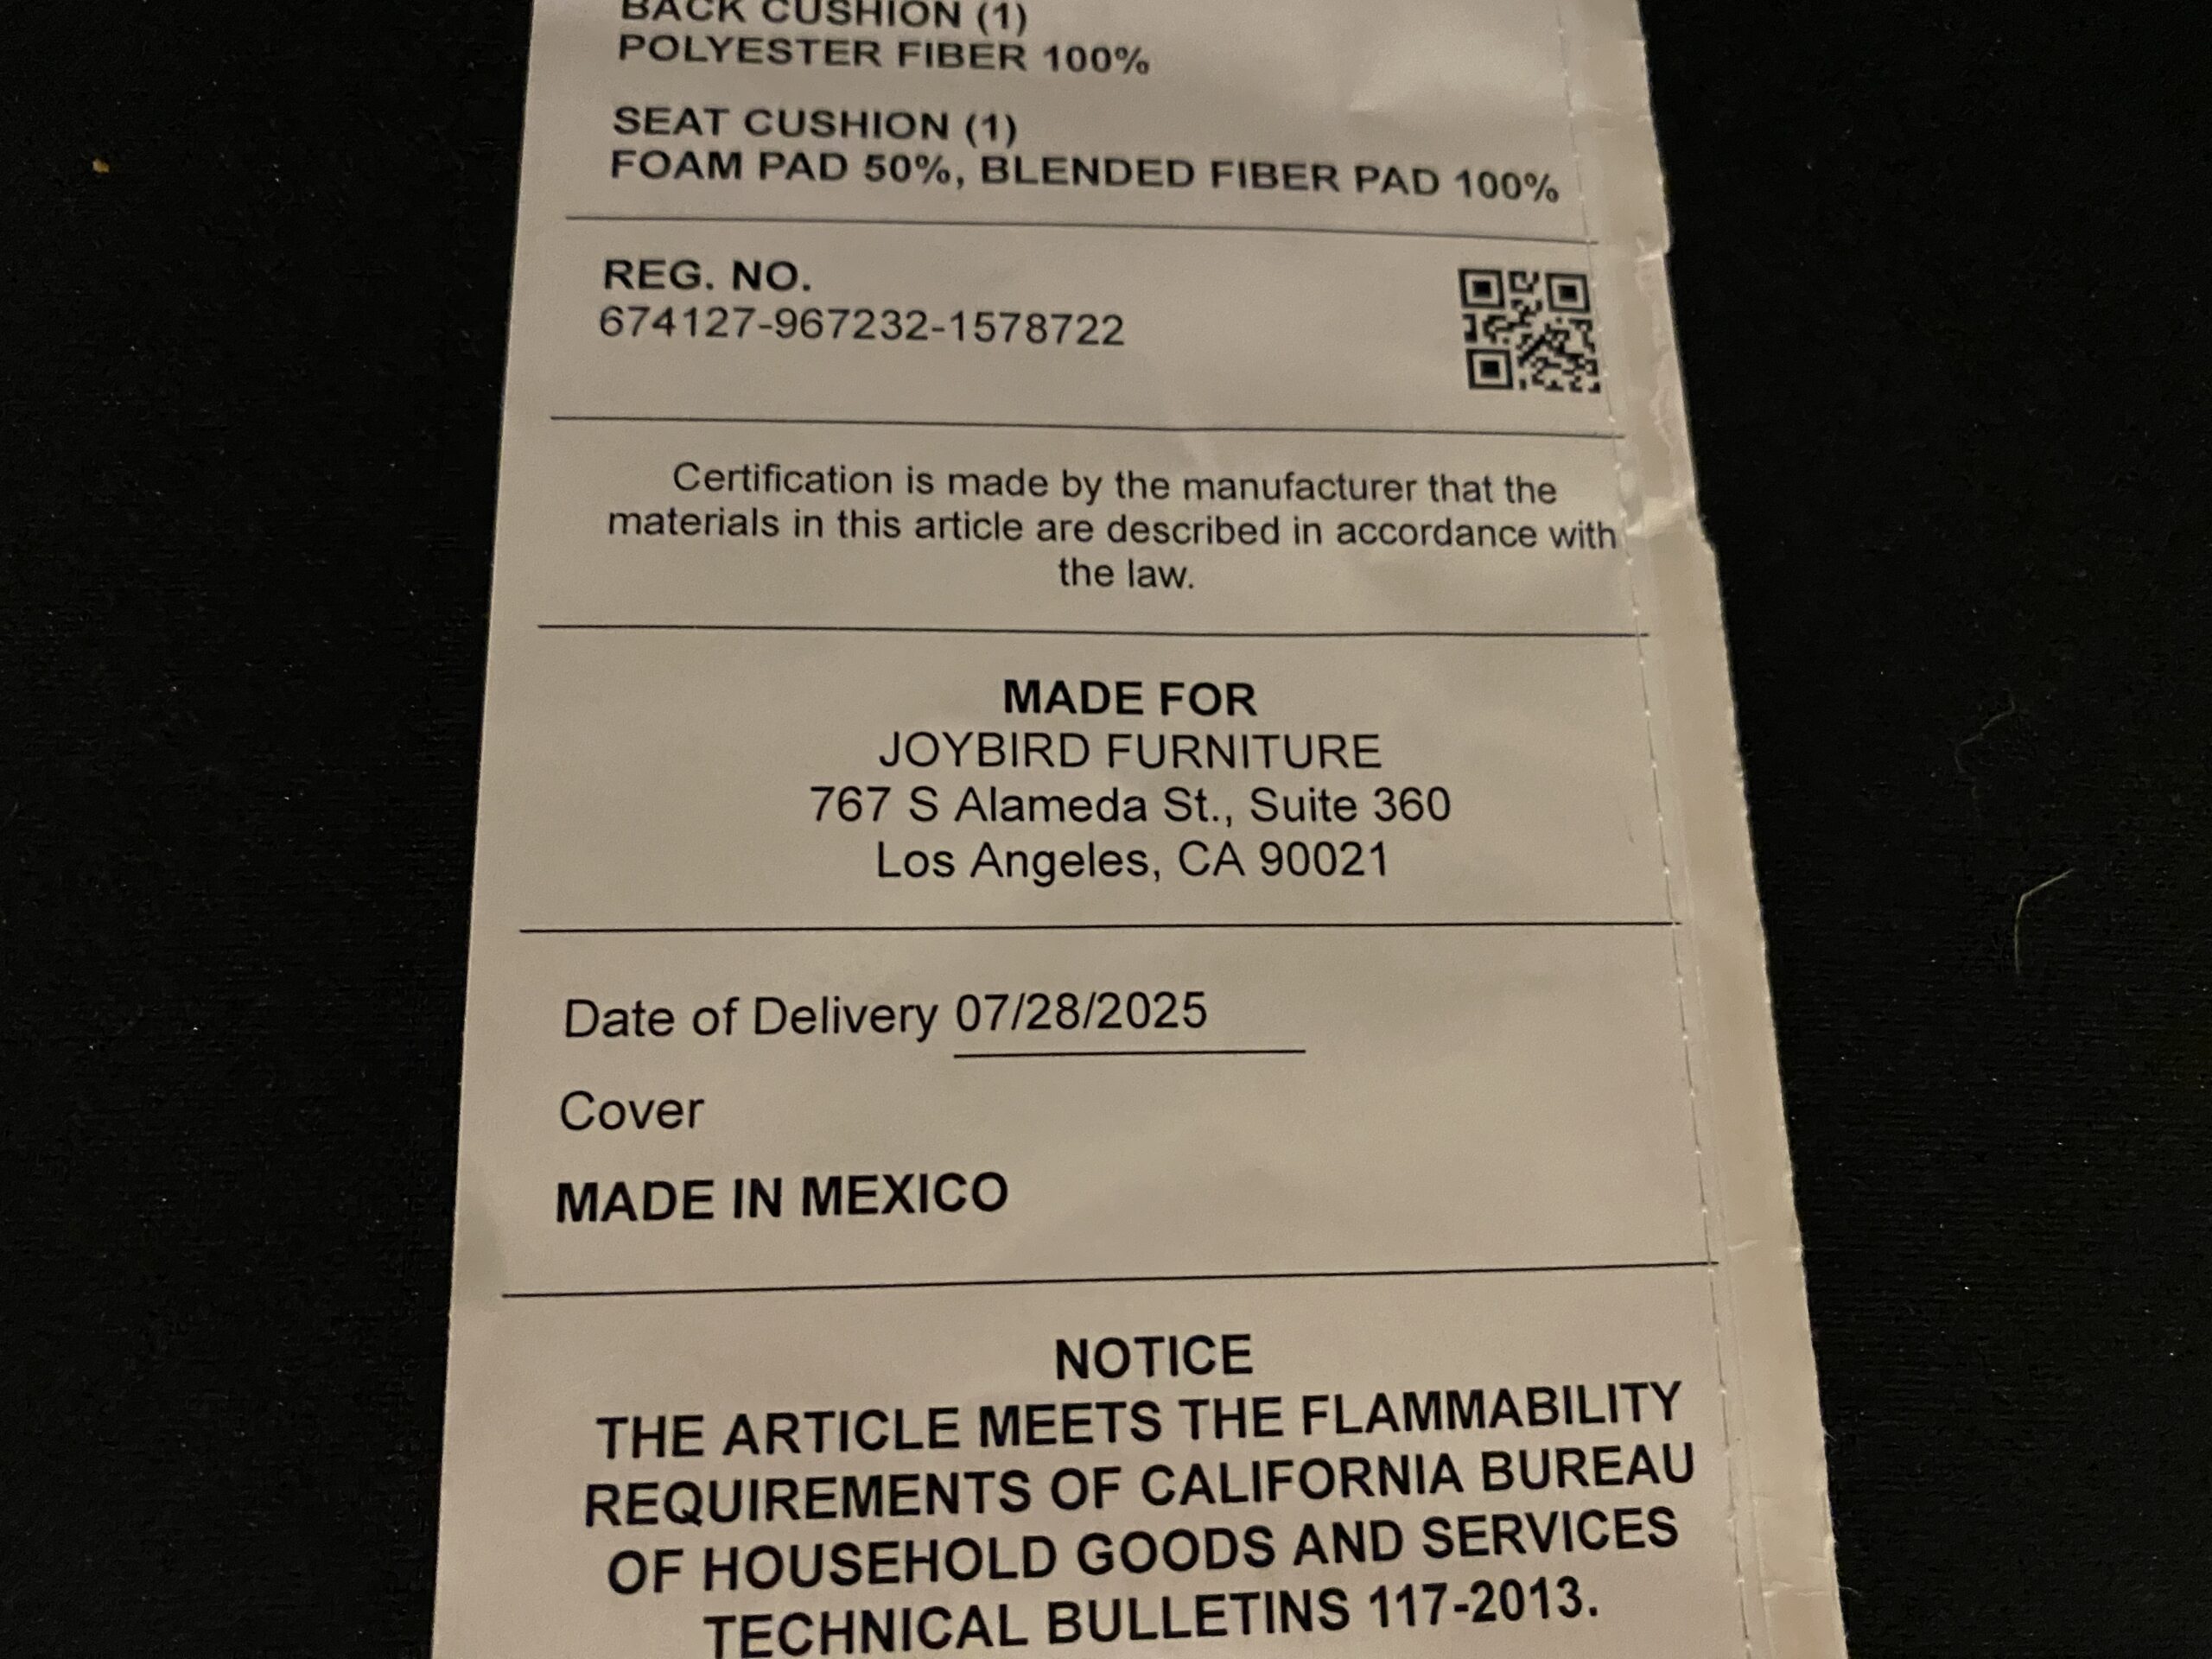 BACK CUSHION (1)
POLYESTER FIBER 100%
SEAT CUSHION (1)
FOAM PAD 50%, BLENDED FIBER PAD 100%
REG. NO.
674127-967232-1578722
Certification is made by the manufacturer that the
materials in this article are described in accordance with
the law.
MADE FOR
JOYBIRD FURNITURE
767 S Alameda St., Suite 360
Los Angeles, CA 90021
Date of Delivery 07/28/2025
Cover
MADE IN MEXICO
NOTICE
THE ARTICLE MEETS THE FLAMMABILITY
REQUIREMENTS OF CALIFORNIA BUREAU
OF HOUSEHOLD GOODS AND SERVICES
TECHNICAL BULLETINS 117-2013.